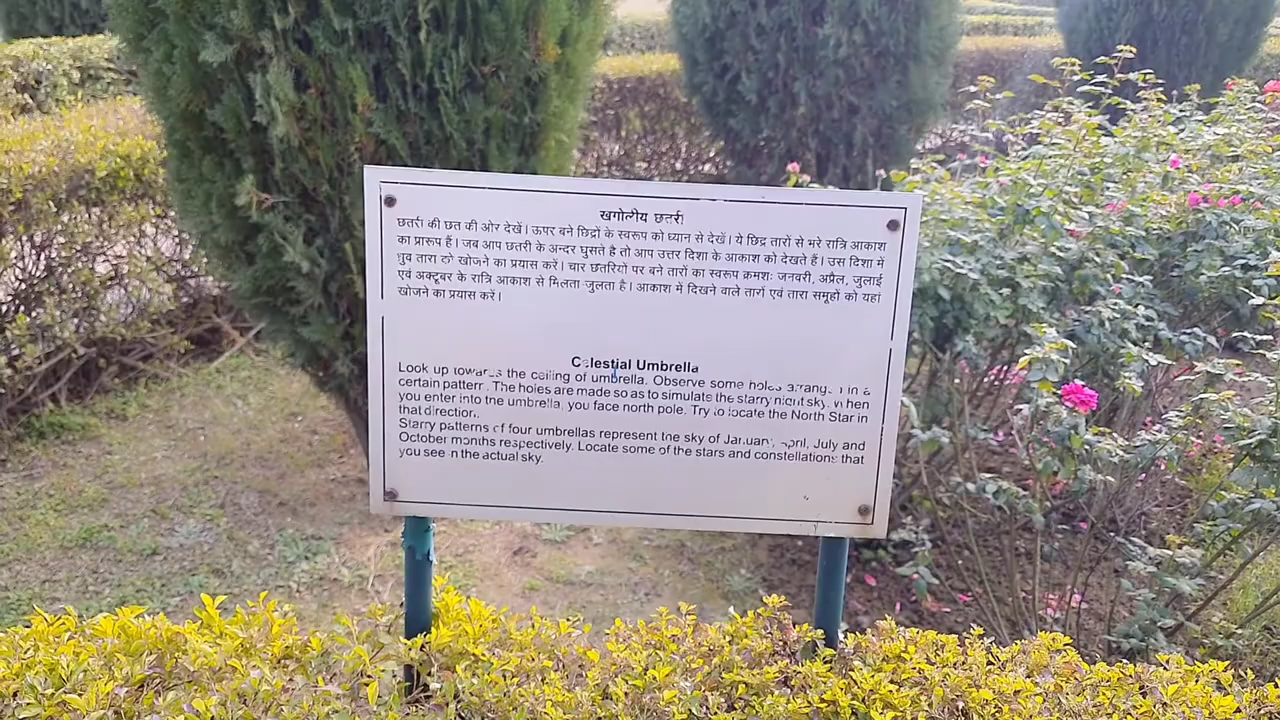 खगोलीय छतरी
छतरी की छत की ओर देखें। ऊपर बने छिद्रों के स्वरूप को ध्यान से देखें। ये छिद्र तारों से भरे रात्रि आकाश
का प्रारूप हैं। जब आप छतरी के अन्दर घुसते है तो आप उत्तर दिशा के आकाश को देखते हैं। उस दिशा में
ध्रुव तारा को खोजने का प्रयास करें। चार छतरियों पर बने तारों का स्वरूप क्रमशः जनवरी, अप्रैल, जुलाई
एवं अक्टूबर के रात्रि आकाश से मिलता जुलता है। आकाश में दिखने वाले तारों एवं तारा समूहों को यहां
खोजने का प्रयास करें।
Celestial Umbrella
Look up towards the ceiling of umbrella. Observe some holes arranged in a
certain pattern. The holes are made so as to simulate the starry night sky. When
you enter into the umbrella, you face north pole. Try to locate the North Star in
that direction.
Starry patterns of four umbrellas represent the sky of January, April, July and
October months respectively. Locate some of the stars and constellations that
you see in the actual sky.